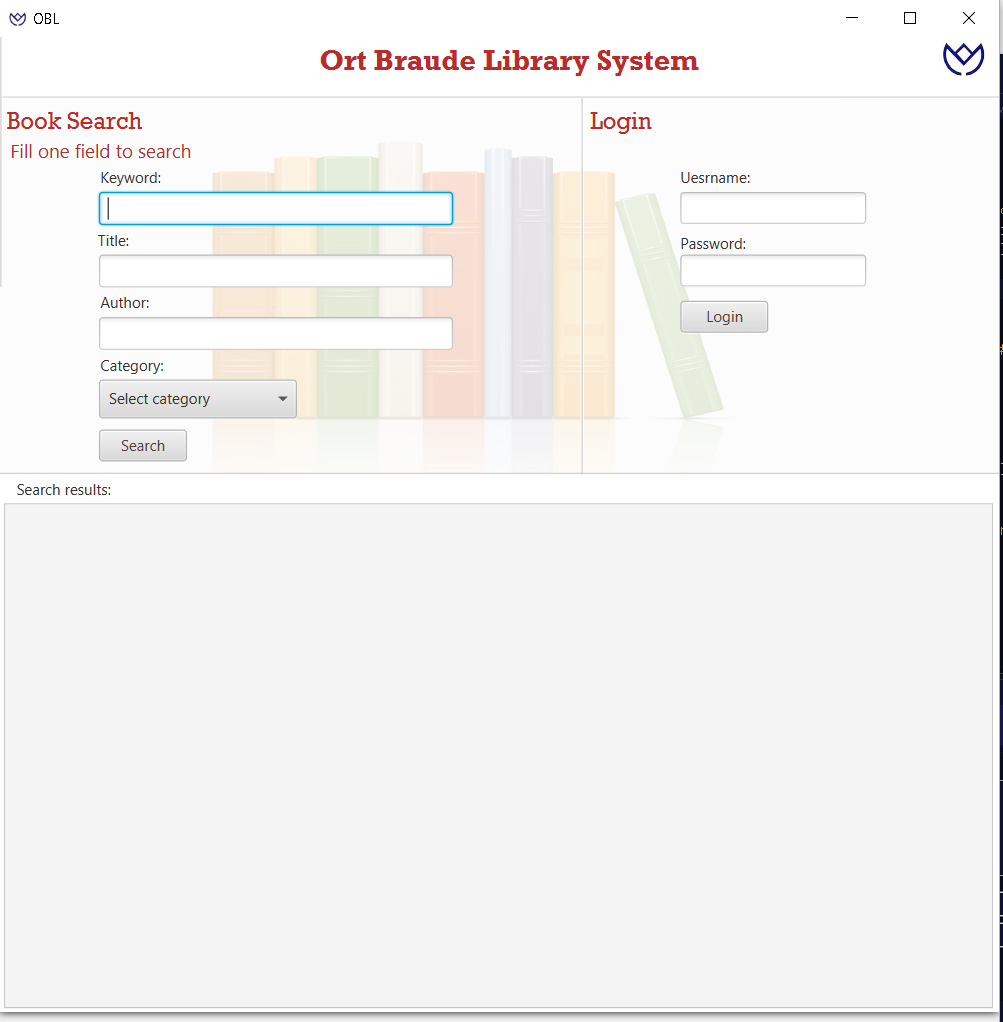 OBL
Ort Braude Library System
Book Search
Fill one field to search
Keyword:
Title:
Author:
Category:
Select category
Search
Login
Uesrname:
Password:
Login
Search results: